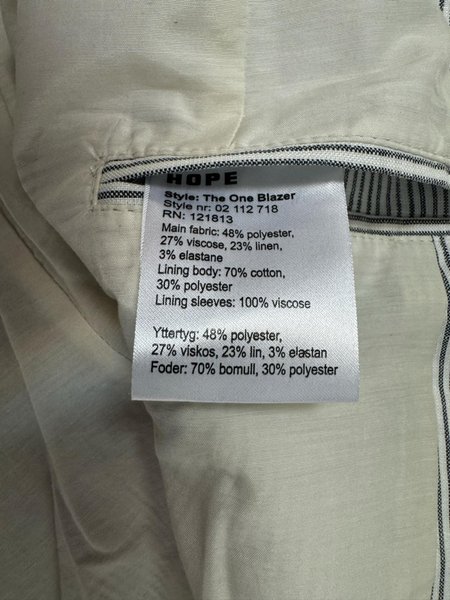 HOPE
Style: The One Blazer
Style nr: 02 112 718
RN: 121813
Main fabric: 48% polyester,
27% viscose, 23% linen,
3% elastane
Lining body: 70% cotton,
30% polyester
Lining sleeves: 100% viscose
Yttertyg: 48% polyester,
27% viskos, 23% lin, 3% elastan
Foder: 70% bomull, 30% polyester